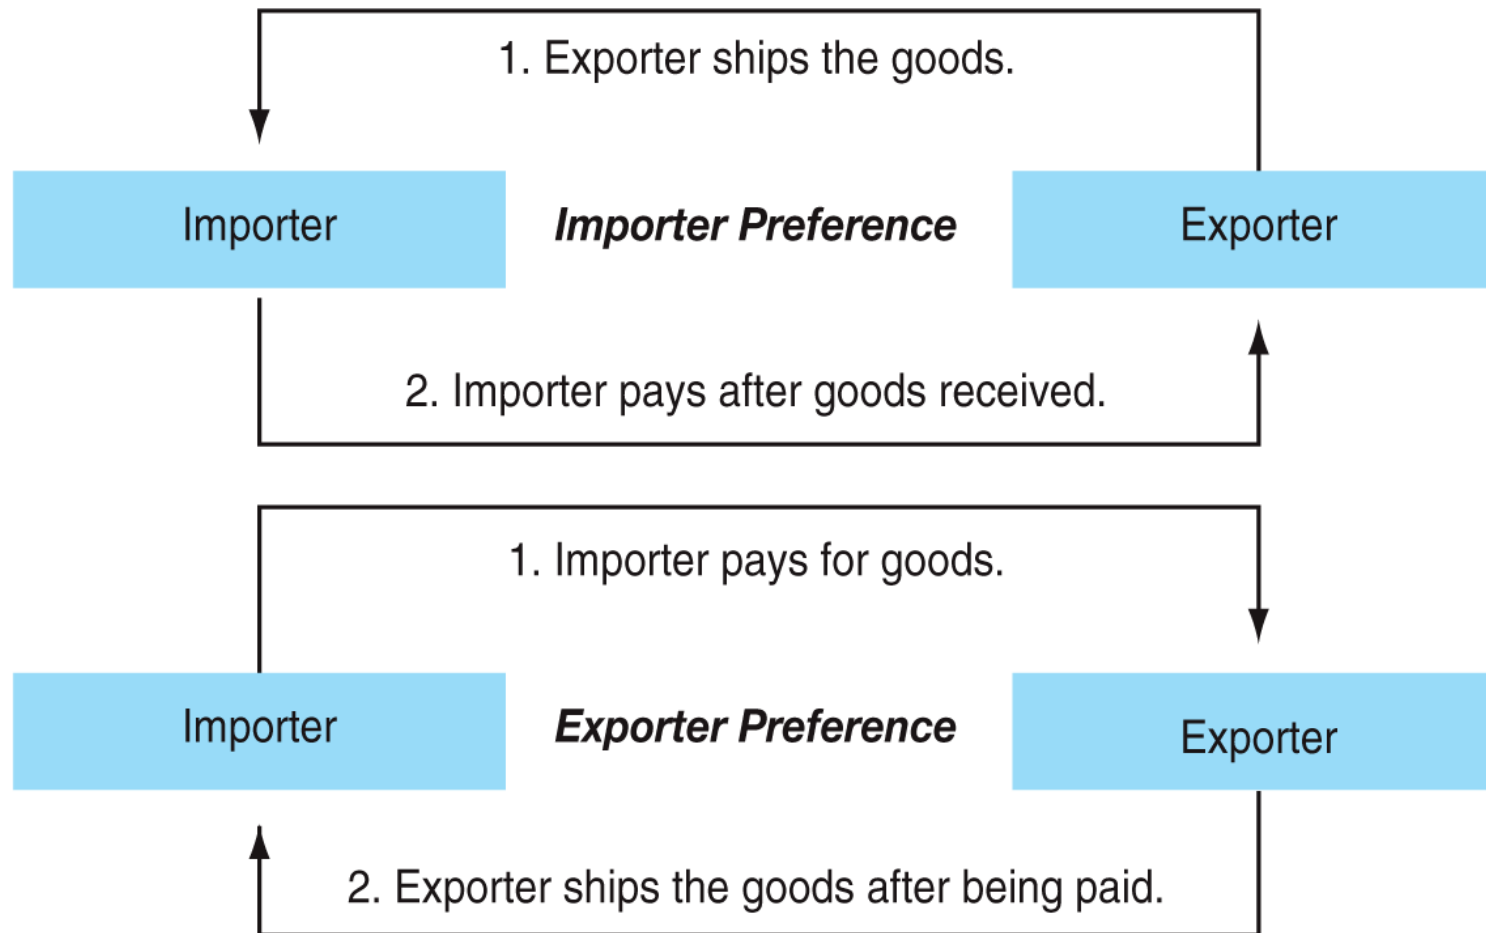 1. Exporter ships the goods.
Importer
Importer Preference
Exporter
2. Importer pays after goods received.
1. Importer pays for goods.
Importer
Exporter Preference
Exporter
2. Exporter ships the goods after being paid.